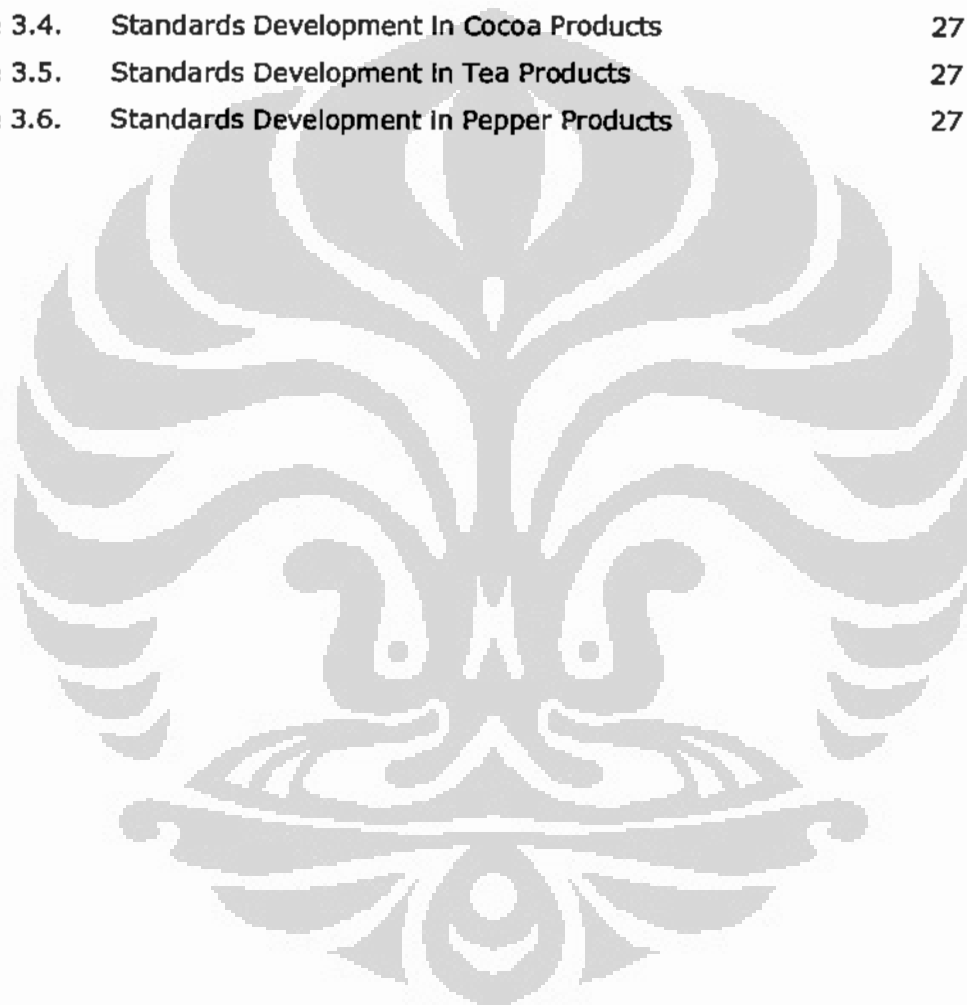 3.4. Standards Development In Cocoa Products 27
3.5. Standards Development in Tea Products 27
3.6. Standards Development in Pepper Products 27